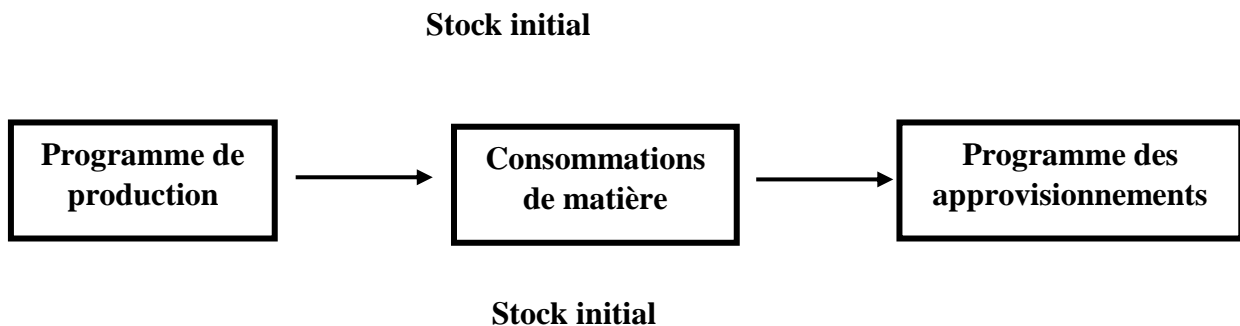 Stock initial
Programme de
production
Consommations
de matière
Programme des
approvisionnements
Stock initial